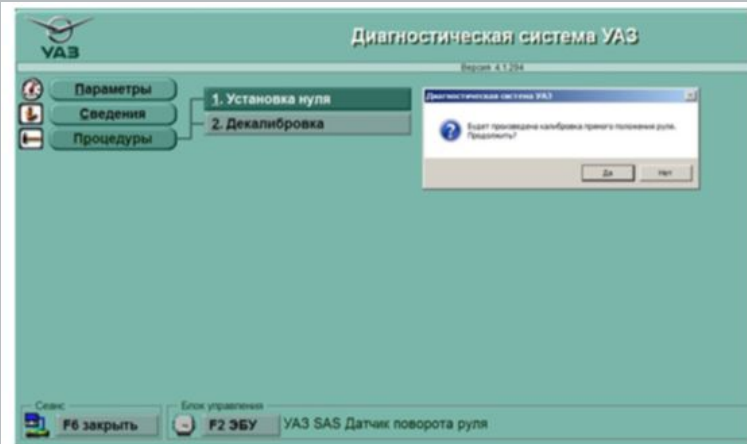 УАЗ
Диагностическая система УАЗ
Версия 4.1.294
Параметры
Сведения
Процедуры
1. Установка нуля
2. Декалибровка
Диагностическая система УАЗ
Будет произведена калибровка прямого положения руля.
Продолжить?
Да
Нет
Сеанс
F6 закрыть
Блок управления
F2 ЭБУ
УАЗ SAS Датчик поворота руля